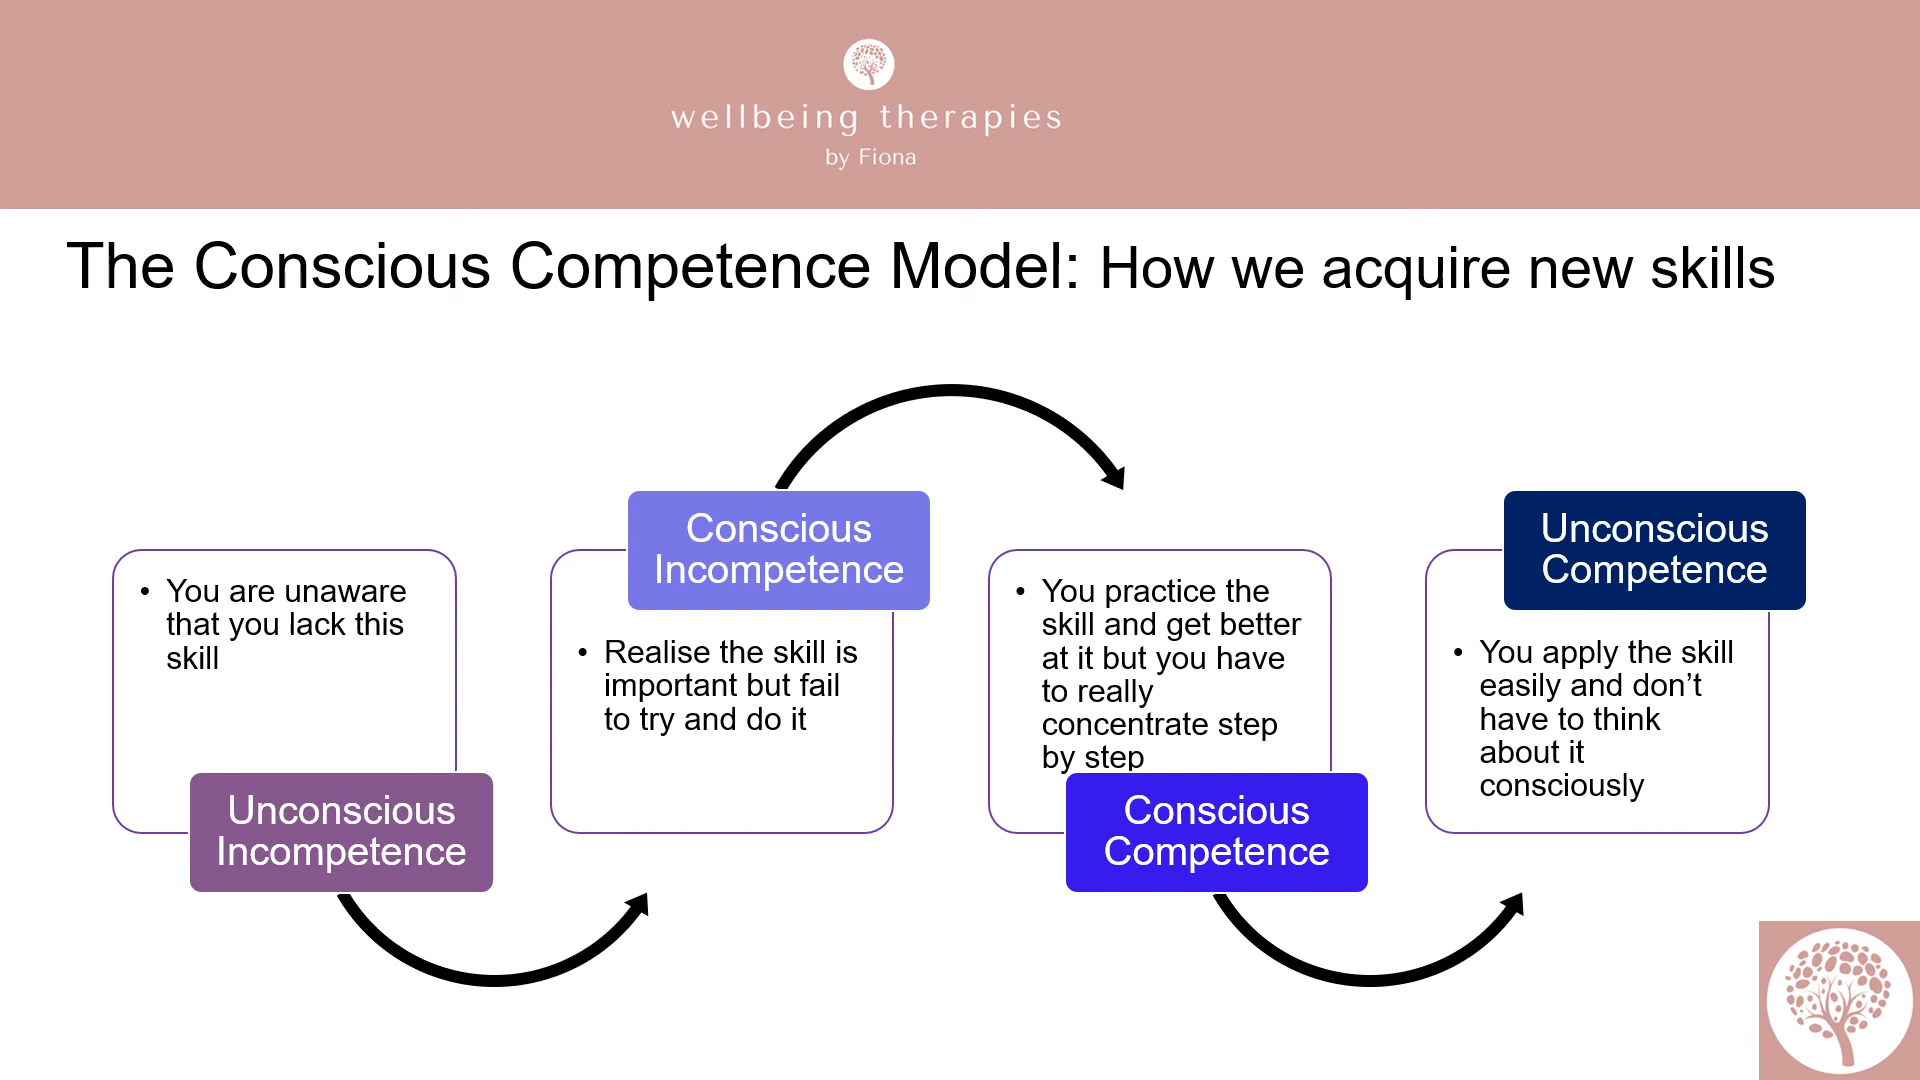 wellbeing therapies
by Fiona
The Conscious Competence Model: How we acquire new skills
• You are unaware
that you lack this
skill
Unconscious
Incompetence
Conscious
Incompetence
• Realise the skill is
important but fail
to try and do it
• You practice the
skill and get better
at it but you have
to really
concentrate step
by step
Conscious
Competence
Unconscious
Competence
• You apply the skill
easily and don’t
have to think
about it
consciously